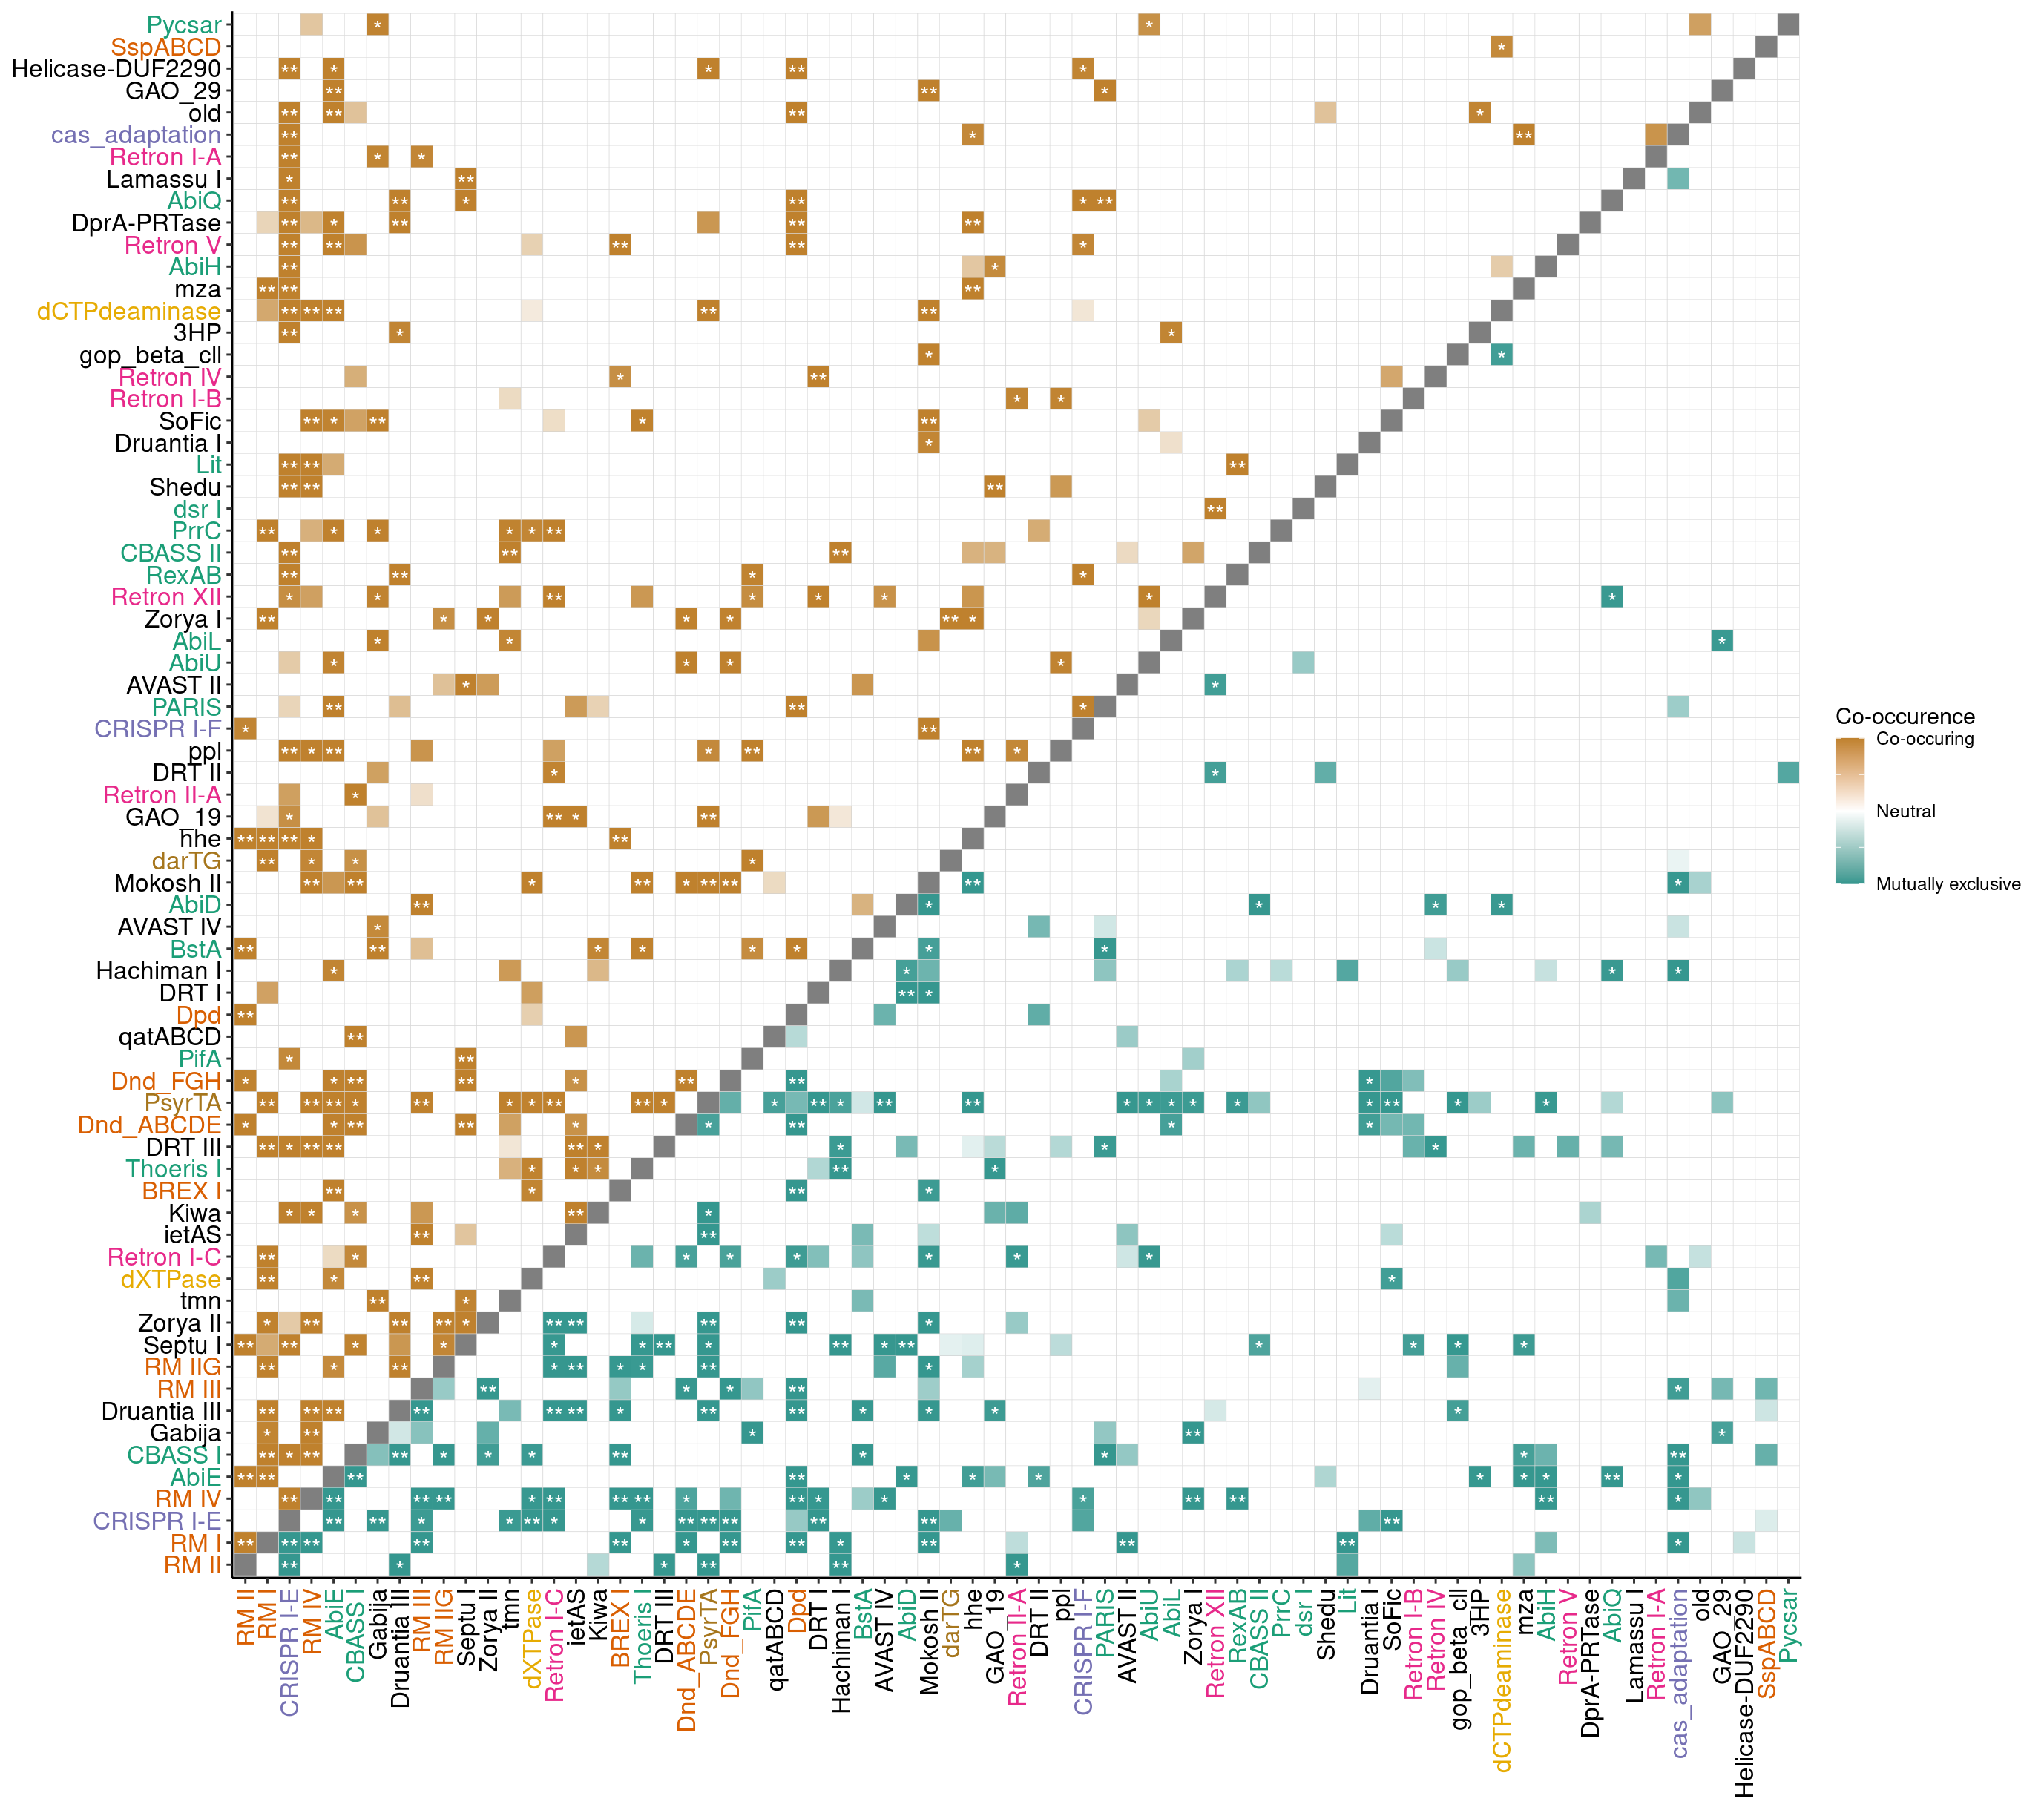 Pycsar
SspABCD
Helicase-DUF2290
GAO_29
old
cas_adaptation
Retron I-A
Lamassu I
AbiQ
DprA-PRTase
Retron V
AbiH
mza
dCTPdeaminase
3HP
gop_beta_cll
Retron IV
Retron I-B
SoFic
Druantia I
Lit
Shedu
dsr I
PrrC
CBASS II
RexAB
Retron XII
Zorya I
AbiL
AbiU
AVAST II
PARIS
CRISPR I-F
ppl
DRT II
Retron II-A
GAO_19
hhe
darTG
Mokosh II
AbiD
AVAST IV
BstA
Hachiman I
DRT I
Dpd
qatABCD
PifA
Dnd_FGH
PsyrTA
Dnd_ABCDE
DRT III
Thoeris I
BREX I
Kiwa
ietAS
Retron I-C
dXTPase
tmn
Zorya II
Septu I
RM IIG
RM III
Druantia III
Gabija
CBASS I
AbiE
RM IV
CRISPR I-E
RM I
RM II
Co-occurence
Co-occuring
Neutral
Mutually exclusive
RM II
RM I
CRISPR I-E
RM IV
AbiE
CBASS I
Gabija
Druantia III
RM III
RM IIG
Septu I
Zorya II
tmn
dXTPase
Retron I-C
ietAS
Kiwa
BREX I
Thoeris I
DRT III
Dnd_ABCDE
PsyrTA
Dnd_FGH
PifA
qatABCD
Dpd
DRT I
Hachiman I
BstA
AVAST IV
AbiD
Mokosh II
darTG
hhe
GAO_19
Retron II-A
DRT II
ppl
CRISPR I-F
PARIS
AVAST II
AbiU
AbiL
Zorya I
Retron XII
RexAB
CBASS II
PrrC
dsr I
Shedu
Lit
Druantia I
SoFic
Retron I-B
Retron IV
gop_beta_cll
3HP
dCTPdeaminase
mza
AbiH
Retron V
DprA-PRTase
AbiQ
Lamassu I
Retron I-A
cas_adaptation
old
GAO_29
Helicase-DUF2290
SspABCD
Pycsar